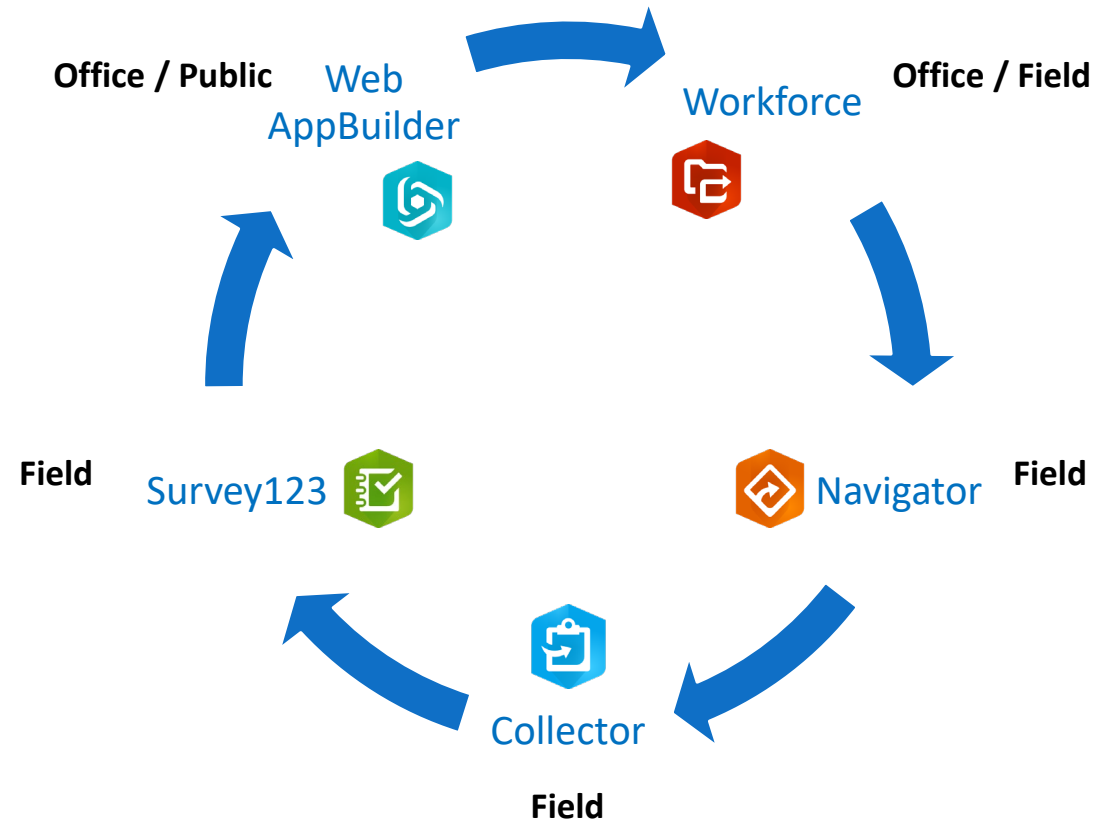 Office / Public
Web
AppBuilder
Workforce
Office / Field
Field
Survey123
Navigator
Field
Collector
Field